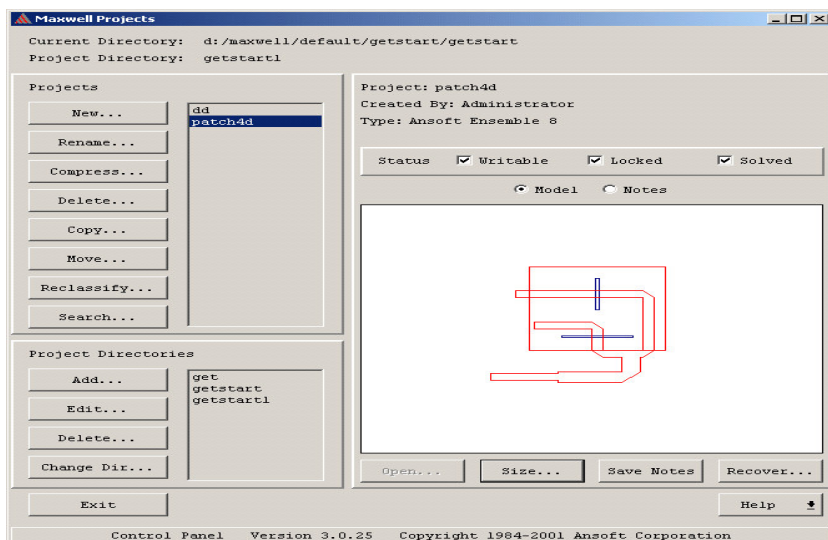 Maxwell Projects
Current Directory: d:/maxwell/default/getstart/getstart
Project Directory: getstart1
Projects
New...
Rename...
Compress...
Delete...
Copy...
Move...
Reclassify...
Search...
dd
patch4d
Project Directories
Add...
Edit...
Delete...
Change Dir...
get
getstart
getstart1
Exit
Project: patch4d
Created By: Administrator
Type: Ansoft Ensemble 8
Status Writable Locked Solved
Model Notes
Open... Size... Save Notes Recover...
Help
Control Panel Version 3.0.25 Copyright 1984-2001 Ansoft Corporation